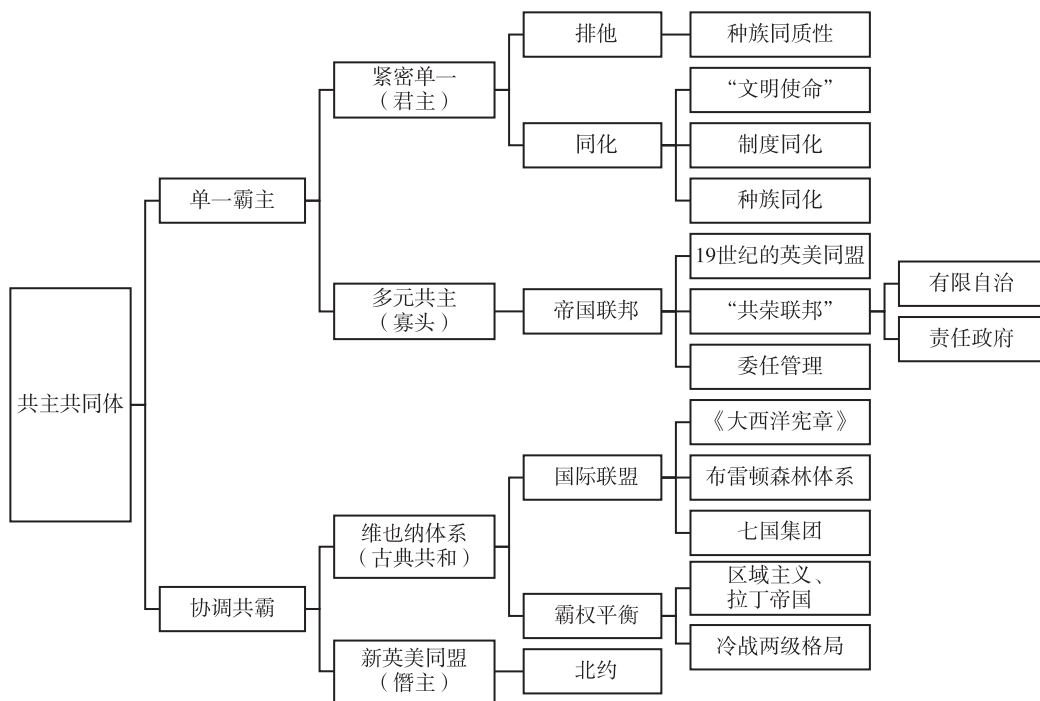 排他
种族同质性
紧密单一
（君主）
“文明使命”
同化
制度同化
种族同化
单一霸主
19世纪的英美同盟
多元共主
（寡头）
帝国联邦
“共荣联邦”
有限自治
责任政府
委任管理
共主共同体
《大西洋宪章》
国际联盟
布雷顿森林体系
七国集团
维也纳体系
（古典共和）
区域主义、
拉丁帝国
霸权平衡
冷战两级格局
协调共霸
新英美同盟
（僭主）
北约